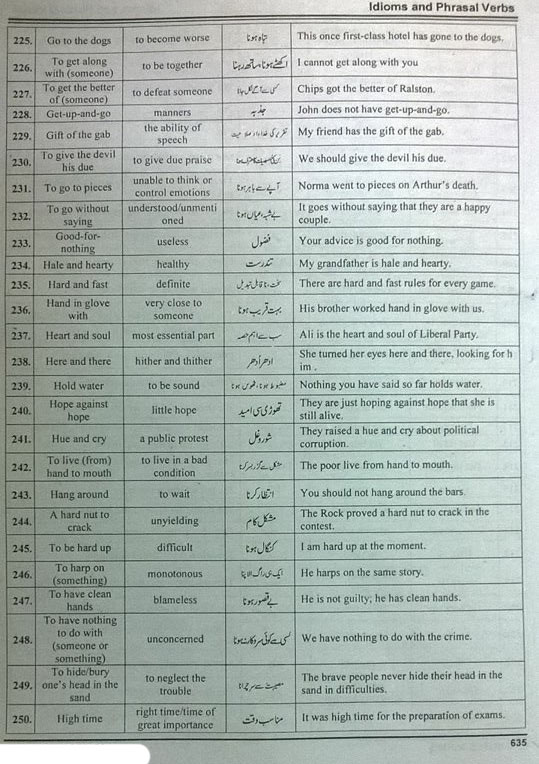 Idioms and Phrasal Verbs
225. Go to the dogs to become worse تباہ ہونا This once first-class hotel has gone to the dogs.
226. To get along with (someone) to be together اکٹھے ہونا، ساتھ رہنا I cannot get along with you
227. To get the better of (someone) to defeat someone Chips got the better of Ralston.
228. Get-up-and-go manners جذبہ John does not have get-up-and-go.
229. Gift of the gab the ability of speech My friend has the gift of the gab.
230. To give the devil his due to give due praise We should give the devil his due.
231. To go to pieces unable to think or control emotions آپے سے باہر ہونا Norma went to pieces on Arthur's death.
232. To go without saying understood/unmenti oned It goes without saying that they are a happy couple.
233. Good-for-nothing useless فضول Your advice is good for nothing.
234. Hale and hearty healthy تندرست My grandfather is hale and hearty.
235. Hard and fast definite There are hard and fast rules for every game.
236. Hand in glove with very close to someone بہت قریب ہونا His brother worked hand in glove with us.
237. Heart and soul most essential part سب سے اہم حصہ Ali is the heart and soul of Liberal Party.
238. Here and there hither and thither ادھر اُدھر She turned her eyes here and there, looking for h im .
239. Hold water to be sound مضبوط ہونا، ٹھوس ہونا Nothing you have said so far holds water.
240. Hope against hope little hope تھوڑی سی امید They are just hoping against hope that she is still alive.
241. Hue and cry a public protest شور و غل They raised a hue and cry about political corruption.
242. To live (from) hand to mouth to live in a bad condition مشکل سے گزر بسر کرنا The poor live from hand to mouth.
243. Hang around to wait انتظار کرنا You should not hang around the bars.
244. A hard nut to crack unyielding مشکل کام The Rock proved a hard nut to crack in the contest.
245. To be hard up difficult کنگال ہونا I am hard up at the moment.
246. To harp on (something) monotonous ایک ہی راگ الاپنا He harps on the same story.
247. To have clean hands blameless بے قصور ہونا He is not guilty; he has clean hands.
248. To have nothing to do with (someone or something) unconcerned کسی سے کوئی سروکار نہ ہونا We have nothing to do with the crime.
249. To hide/bury one's head in the sand to neglect the trouble مصیبت سے سر چرانا The brave people never hide their head in the sand in difficulties.
250. High time right time/time of great importance مناسب وقت It was high time for the preparation of exams.
635